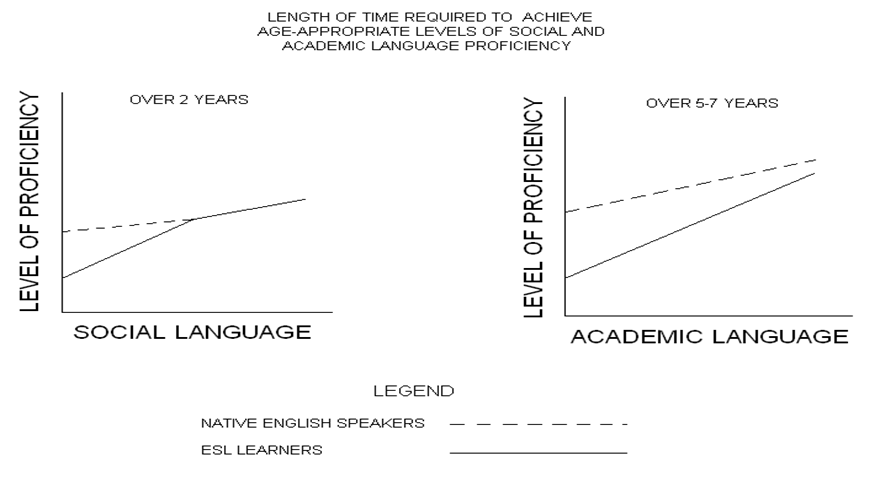 LENGTH OF TIME REQUIRED TO ACHIEVE
AGE-APPROPRIATE LEVELS OF SOCIAL AND
ACADEMIC LANGUAGE PROFICIENCY
OVER 2 YEARS
LEVEL OF PROFICIENCY
SOCIAL LANGUAGE
OVER 5-7 YEARS
LEVEL OF PROFICIENCY
ACADEMIC LANGUAGE
LEGEND
NATIVE ENGLISH SPEAKERS
ESL LEARNERS